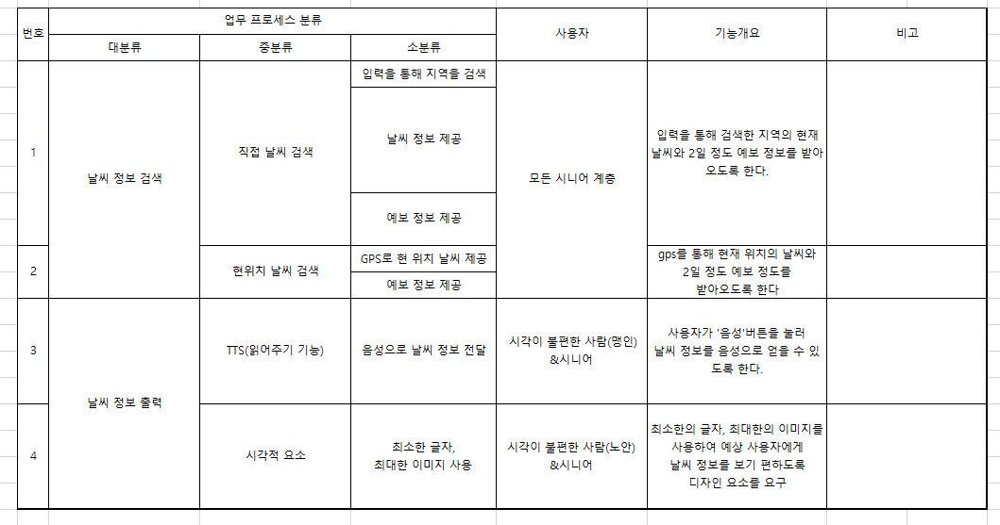 번호
업무 프로세스 분류
사용자
기능개요
비고
대분류
중분류
소분류
1
날씨 정보 검색
직접 날씨 검색
입력을 통해 지역을 검색
날씨 정보 제공
예보 정보 제공
모든 시니어 계층
입력을 통해 검색한 지역의 현재
날씨와 2일 정도 예보 정보를 받아
오도록 한다.
2
현위치 날씨 검색
GPS로 현 위치 날씨 제공
예보 정보 제공
gps를 통해 현재 위치의 날씨와
2일 정도 예보 정도를
받아오도록 한다
3
날씨 정보 출력
TTS(읽어주기 기능)
음성으로 날씨 정보 전달
시각이 불편한 사람(맹인)
&시니어
사용자가 '음성'버튼을 눌러
날씨 정보를 음성으로 얻을 수 있
도록 한다.
4
시각적 요소
최소한 글자,
최대한 이미지 사용
시각이 불편한 사람(노안)
&시니어
최소한의 글자, 최대한의 이미지를
사용하여 예상 사용자에게
날씨 정보를 보기 편하도록
디자인 요소를 요구